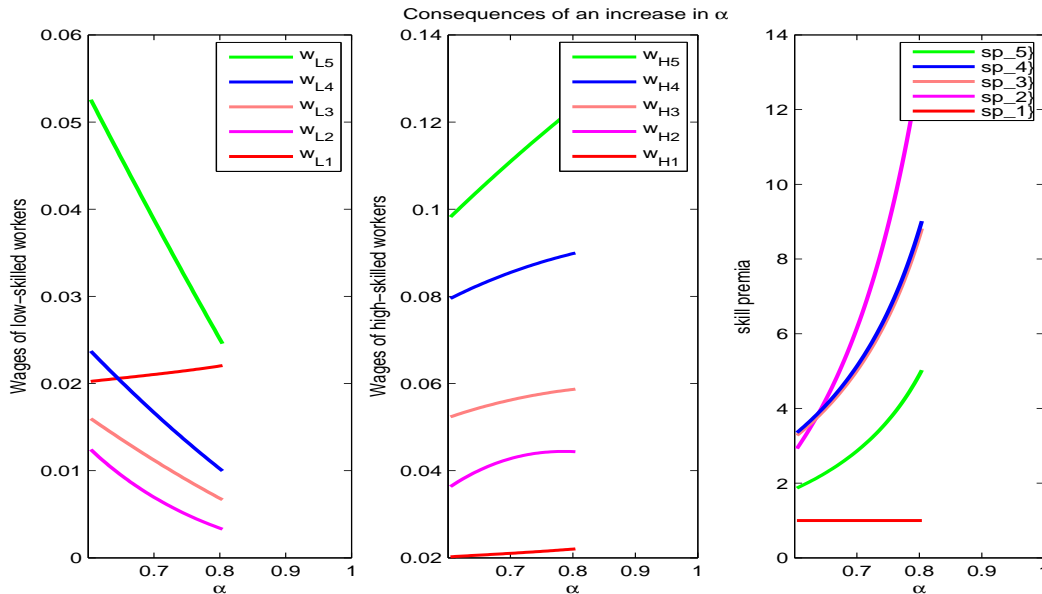 Consequences of an increase in α
Wages of low−skilled workers
0.06
0.05
0.04
0.03
0.02
0.01
0
0.7
0.8
0.9
1
α
w_L5
w_L4
w_L3
w_L2
w_L1
Wages of high−skilled workers
0.14
0.12
0.1
0.08
0.06
0.04
0.02
0.7
0.8
0.9
1
α
w_H5
w_H4
w_H3
w_H2
w_H1
skill premia
14
12
10
8
6
4
2
0
0.7
0.8
0.9
1
α
sp_5}
sp_4}
sp_3}
sp_2}
sp_1}